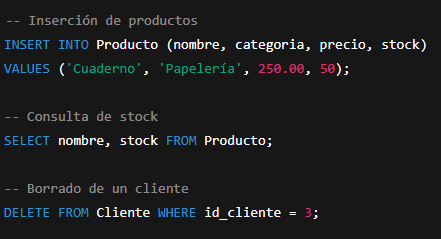 -- Inserción de productos
INSERT INTO Producto (nombre, categoria, precio, stock)
VALUES ('Cuaderno', 'Papelería', 250.00, 50);
-- Consulta de stock
SELECT nombre, stock FROM Producto;
-- Borrado de un cliente
DELETE FROM Cliente WHERE id_cliente = 3;